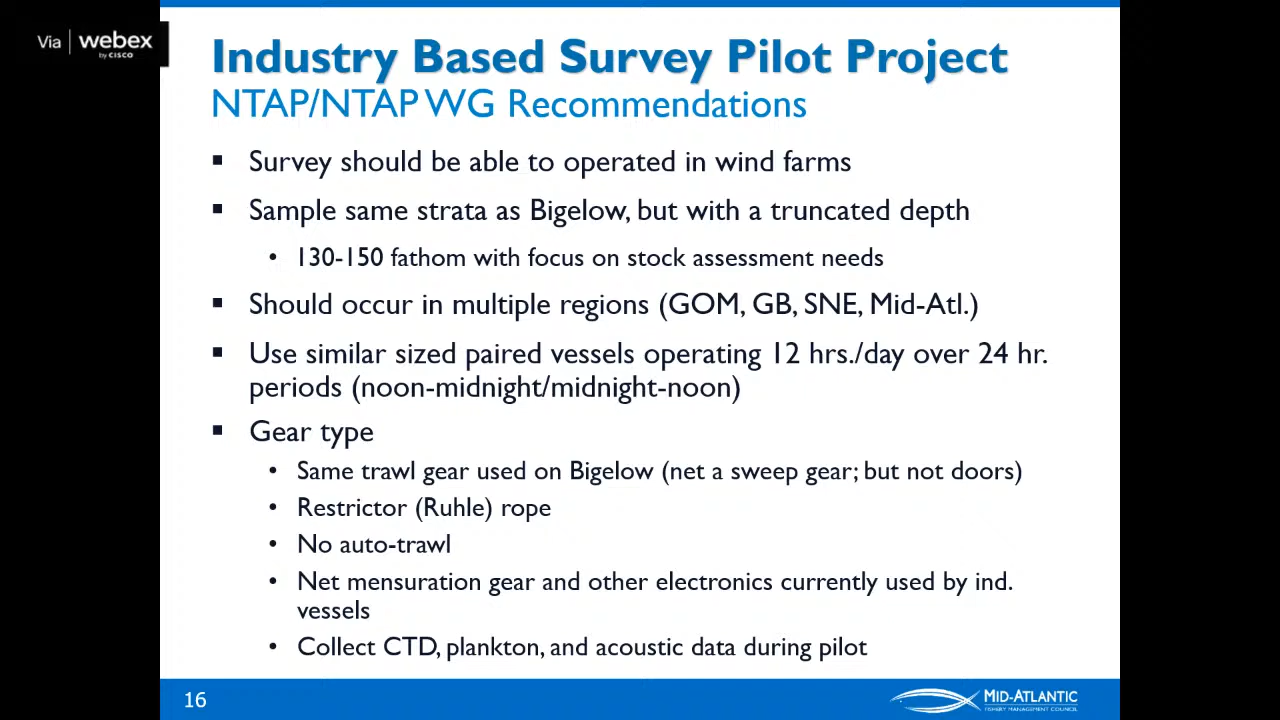 Via | webex
by CISCO
Industry Based Survey Pilot Project
NTAP/NTAP WG Recommendations
▪ Survey should be able to operated in wind farms
▪ Sample same strata as Bigelow, but with a truncated depth
• 130-150 fathom with focus on stock assessment needs
▪ Should occur in multiple regions (GOM, GB, SNE, Mid-Atl.)
▪ Use similar sized paired vessels operating 12 hrs./day over 24 hr.
periods (noon-midnight/midnight-noon)
▪ Gear type
• Same trawl gear used on Bigelow (net a sweep gear; but not doors)
• Restrictor (Ruhle) rope
• No auto-trawl
• Net mensuration gear and other electronics currently used by ind.
vessels
• Collect CTD, plankton, and acoustic data during pilot
16
MID-ATLANTIC
FISHERY MANAGEMENT COUNCIL